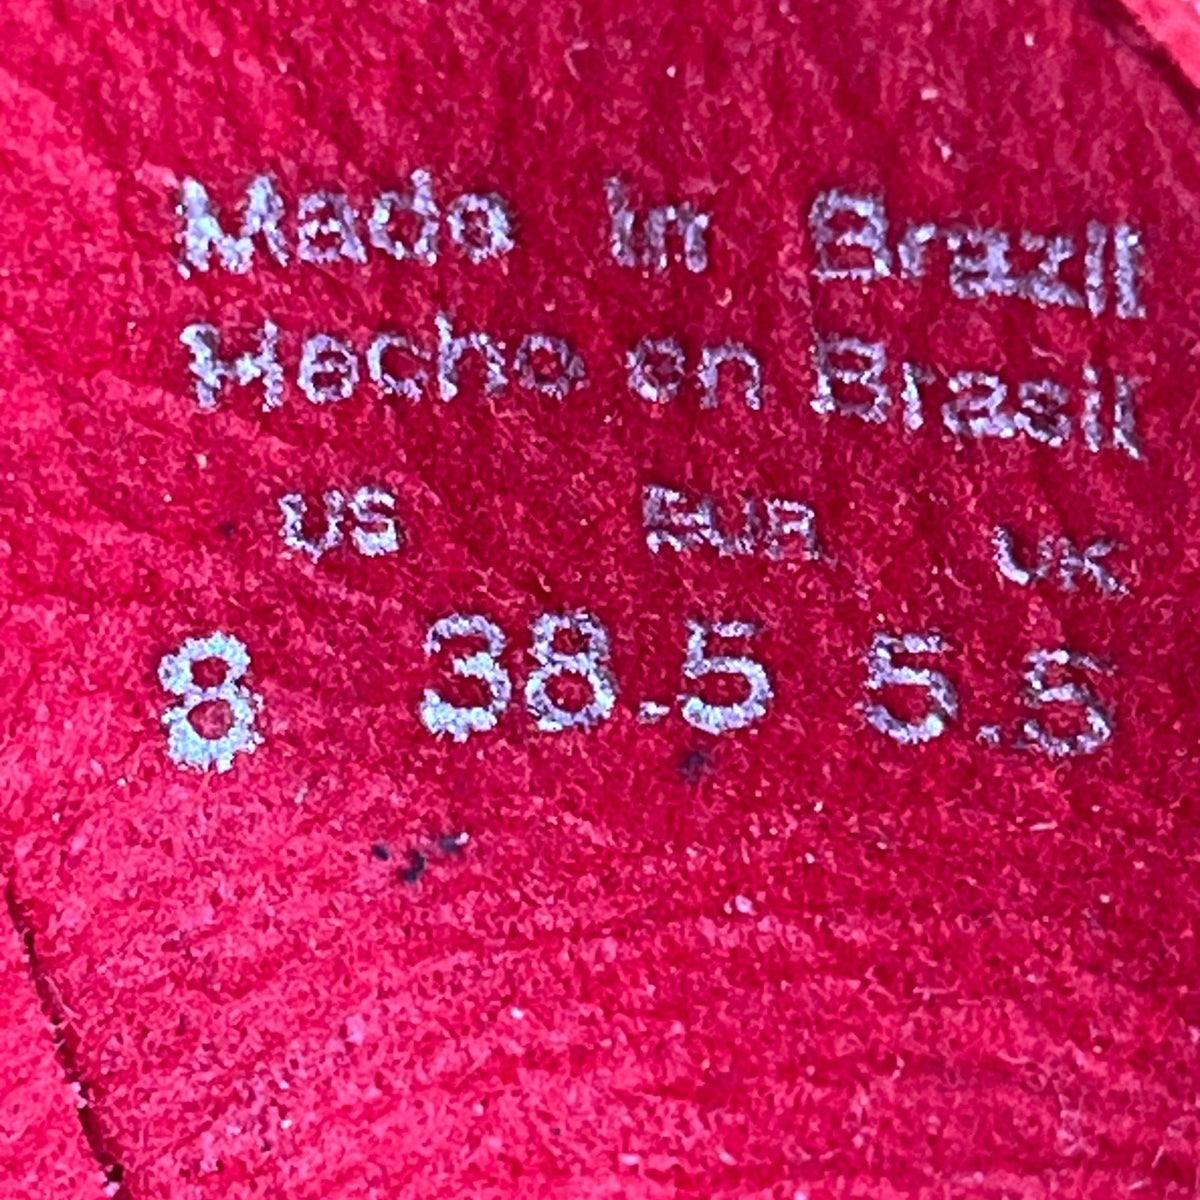 Made in Brazil
Hecho en Brasil
US EUR UK
8 38.5 5.5